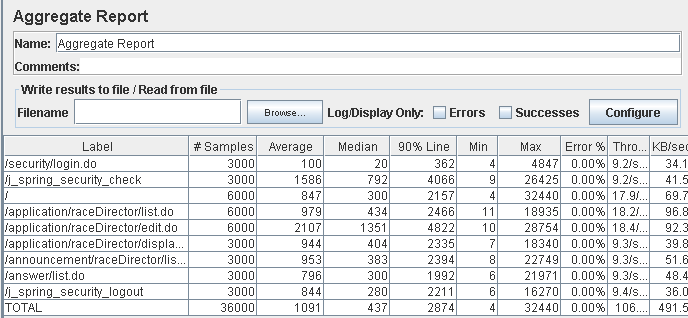 Aggregate Report
Name: Aggregate Report
Comments:
Write results to file / Read from file
Filename Browse... Log/Display Only: Errors Successes Configure
Label # Samples Average Median 90% Line Min Max Error % Thro... KB/sec
/security/login.do 3000 100 20 362 4 4847 0.00% 9.2/s... 34.1
/j_spring_security_check 3000 1586 792 4066 9 26425 0.00% 9.2/s... 41.5
/ 6000 847 300 2157 4 32440 0.00% 17.9/... 69.7
/application/raceDirector/list.do 6000 979 434 2466 11 18935 0.00% 18.2/... 96.8
/application/raceDirector/edit.do 6000 2107 1351 4822 10 28754 0.00% 18.4/... 92.3
/application/raceDirector/displa... 3000 944 404 2335 7 18340 0.00% 9.3/s... 39.8
/announcement/raceDirector/lis... 3000 953 383 2394 8 22749 0.00% 9.3/s... 51.6
/answer/list.do 3000 796 300 1992 6 21971 0.00% 9.3/s... 48.4
/j_spring_security_logout 3000 844 280 2211 6 16270 0.00% 9.4/s... 36.0
TOTAL 36000 1091 437 2874 4 32440 0.00% 106.... 491.5